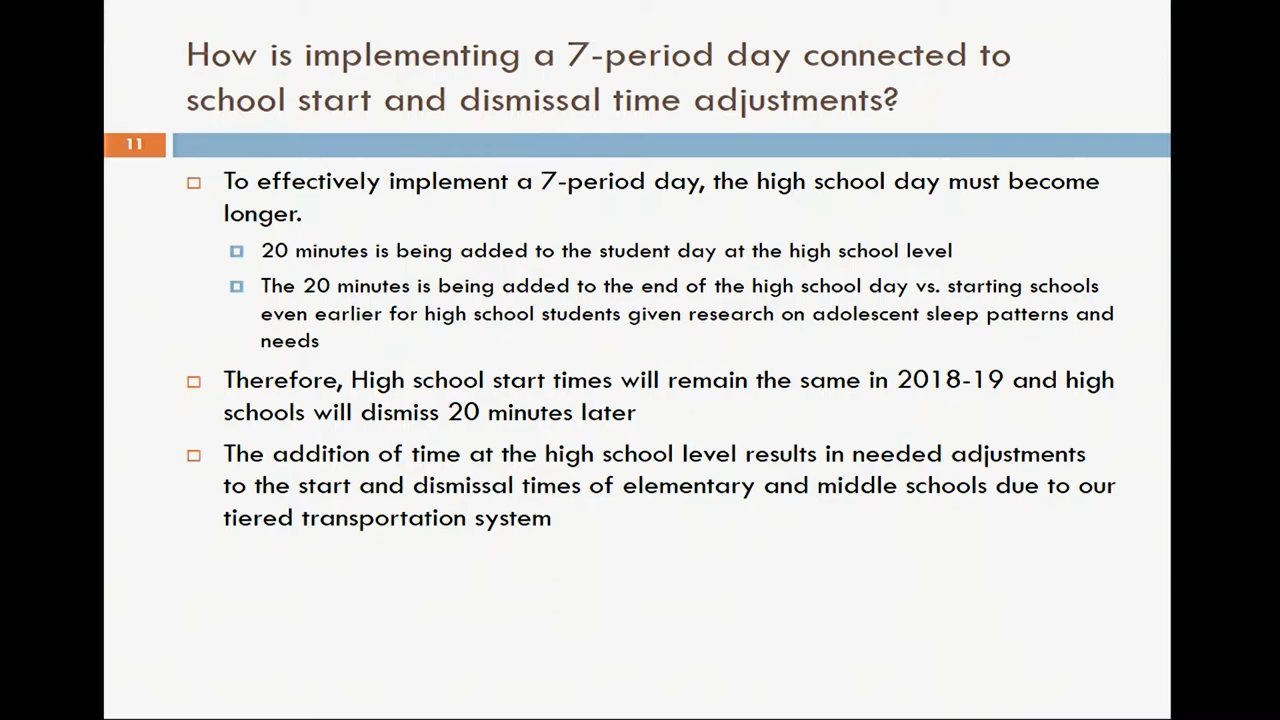 How is implementing a 7-period day connected to
school start and dismissal time adjustments?
11
To effectively implement a 7-period day, the high school day must become
longer.
20 minutes is being added to the student day at the high school level
The 20 minutes is being added to the end of the high school day vs. starting schools
even earlier for high school students given research on adolescent sleep patterns and
needs
Therefore, High school start times will remain the same in 2018-19 and high
schools will dismiss 20 minutes later
The addition of time at the high school level results in needed adjustments
to the start and dismissal times of elementary and middle schools due to our
tiered transportation system